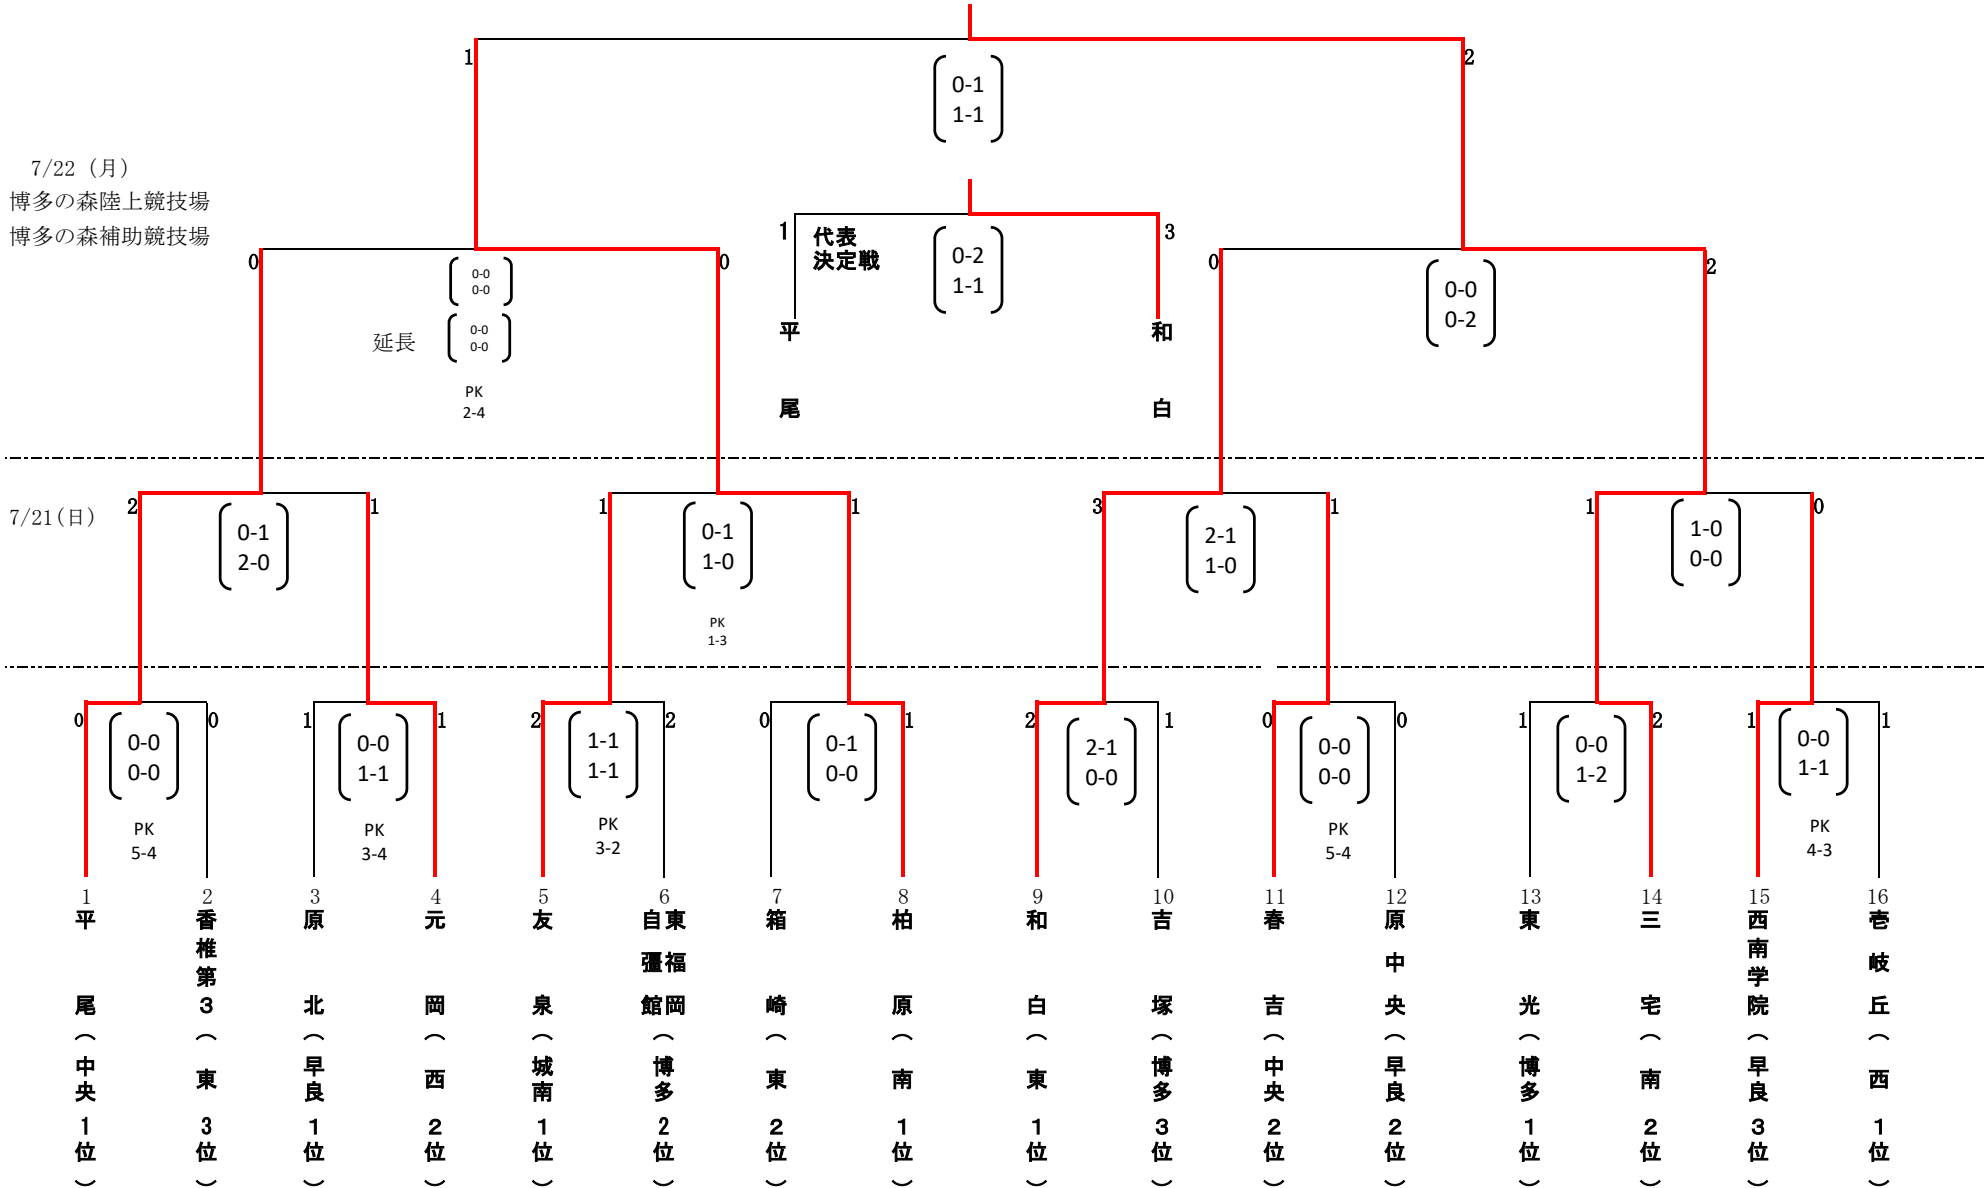 1
2
0-1
1-1
7/22（月）
博多の森陸上競技場
博多の森補助競技場
1
代表
決定戦
3
0-2
1-1
平尾
和白
0
0
0-0
0-0
延長
0-0
0-0
PK
2-4
0
2
0-0
0-2
7/21(日)
2
1
0-1
2-0
1
1
0-1
1-0
PK
1-3
3
1
2-1
1-0
1
0
1-0
0-0
0
0
0-0
0-0
PK
5-4
1
1
0-0
1-1
PK
3-4
2
2
1-1
1-1
PK
3-2
0
1
0-1
0-0
2
1
2-1
0-0
0
0
0-0
0-0
PK
5-4
1
2
0-0
1-2
1
1
0-0
1-1
PK
4-3
1
平尾（中央1位）
2
香椎第3（東3位）
3
原北（早良1位）
4
元岡（西2位）
5
友泉（城南1位）
6
東福岡
自彊館（博多2位）
7
箱崎（東2位）
8
柏原（南1位）
9
和白（東1位）
10
吉塚（博多3位）
11
春吉（中央2位）
12
原中央（早良2位）
13
東光（博多1位）
14
三宅（南2位）
15
西南学院（早良3位）
16
壱岐丘（西1位）